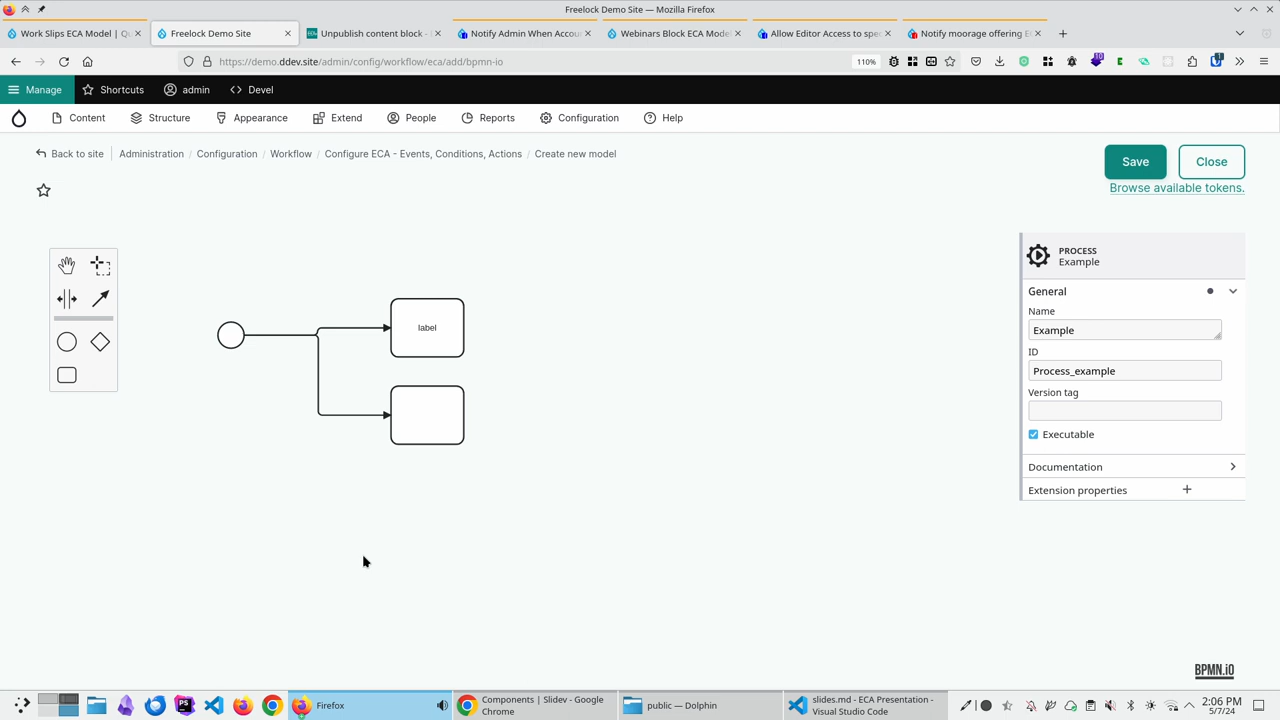 Freelock Demo Site — Mozilla Firefox
Work Slips ECA Model | Q
Freelock Demo Site
Unpublish content block -
Notify Admin When Accou
Webinars Block ECA Mode
Allow Editor Access to spe
Notify moorage offering E
https://demo.ddev.site/admin/config/workflow/eca/add/bpmn-io
110%
Manage
Shortcuts
admin
Devel
Content
Structure
Appearance
Extend
People
Reports
Configuration
Help
Back to site
Administration / Configuration / Workflow / Configure ECA - Events, Conditions, Actions / Create new model
Save
Close
Browse available tokens.
PROCESS
Example
General
Name
Example
ID
Process_example
Version tag
Executable
Documentation
Extension properties
label
BPMN.iO
Firefox
Components | Slidev - Google
Chrome
public — Dolphin
slides.md - ECA Presentation -
Visual Studio Code
2:06 PM
5/7/24